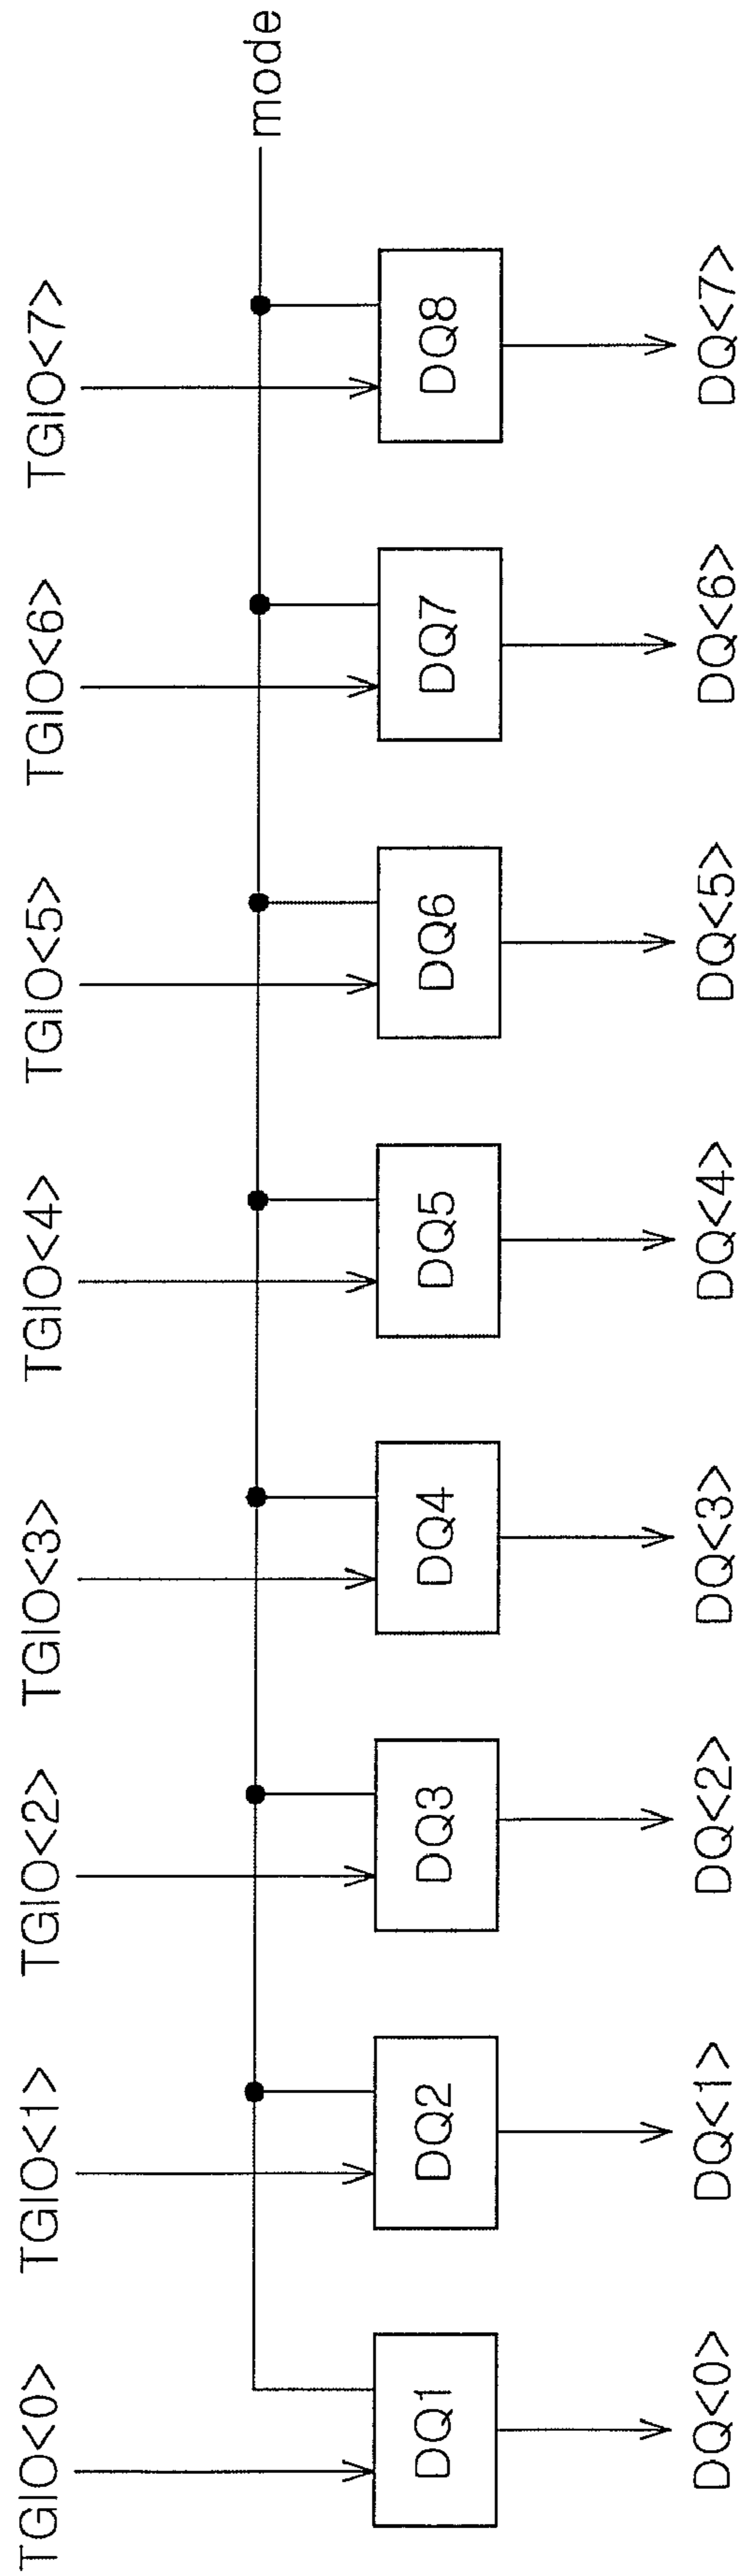 TGIO<0> TGIO<1> TGIO<2> TGIO<3> TGIO<4> TGIO<5> TGIO<6> TGIO<7>
mode
DQ1 DQ2 DQ3 DQ4 DQ5 DQ6 DQ7 DQ8
DQ<0> DQ<1> DQ<2> DQ<3> DQ<4> DQ<5> DQ<6> DQ<7>